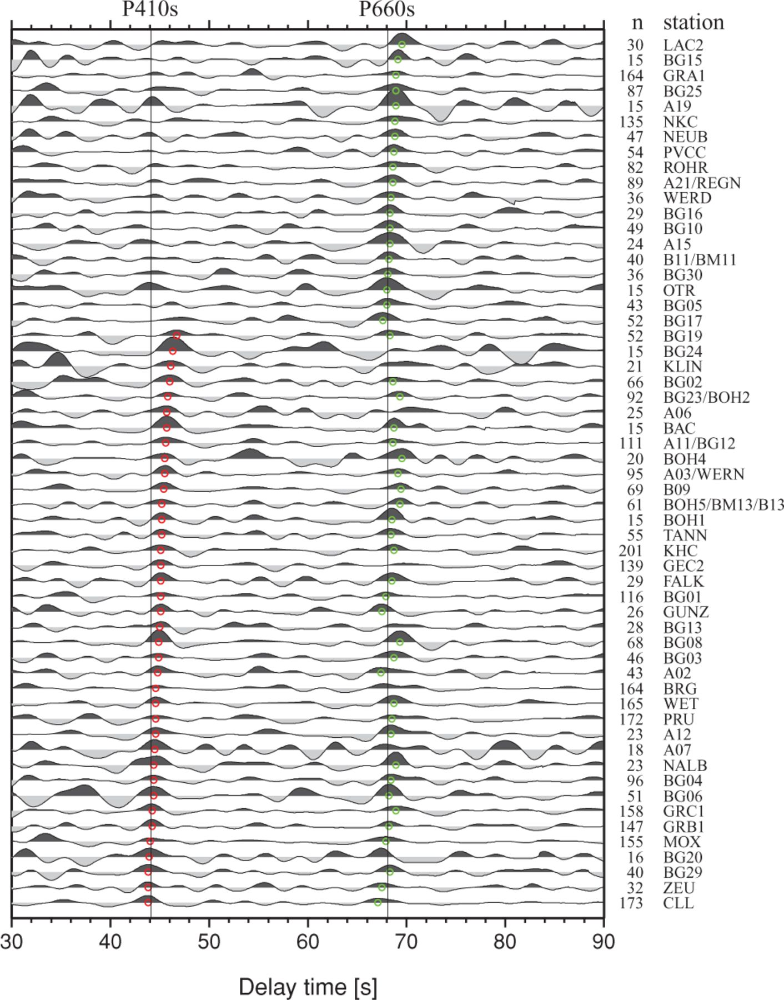 P410s P660s
n station
30 LAC2
15 BG15
164 GRA1
87 BG25
15 A19
135 NKC
47 NEUB
54 PVCC
82 ROHR
89 A21/REGN
36 WERD
29 BG16
49 BG10
24 A15
40 B11/BM11
36 BG30
15 OTR
43 BG05
52 BG17
52 BG19
15 BG24
21 KLIN
66 BG02
92 BG23/BOH2
25 A06
15 BAC
111 A11/BG12
20 BOH4
95 A03/WERN
69 B09
61 BOH5/BM13/B13
15 BOH1
55 TANN
201 KHC
139 GEC2
29 FALK
116 BG01
26 GUNZ
28 BG13
68 BG08
46 BG03
43 A02
164 BRG
165 WET
172 PRU
23 A12
18 A07
23 NALB
96 BG04
51 BG06
158 GRC1
147 GRB1
155 MOX
16 BG20
40 BG29
32 ZEU
173 CLL
30 40 50 60 70 80 90
Delay time [s]